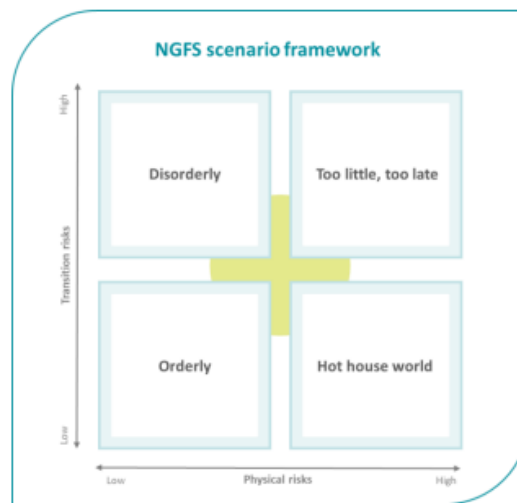 NGFS scenario framework
High
Disorderly
Too little, too late
Transition risks
Orderly
Hot house world
Low
Low
Physical risks
High